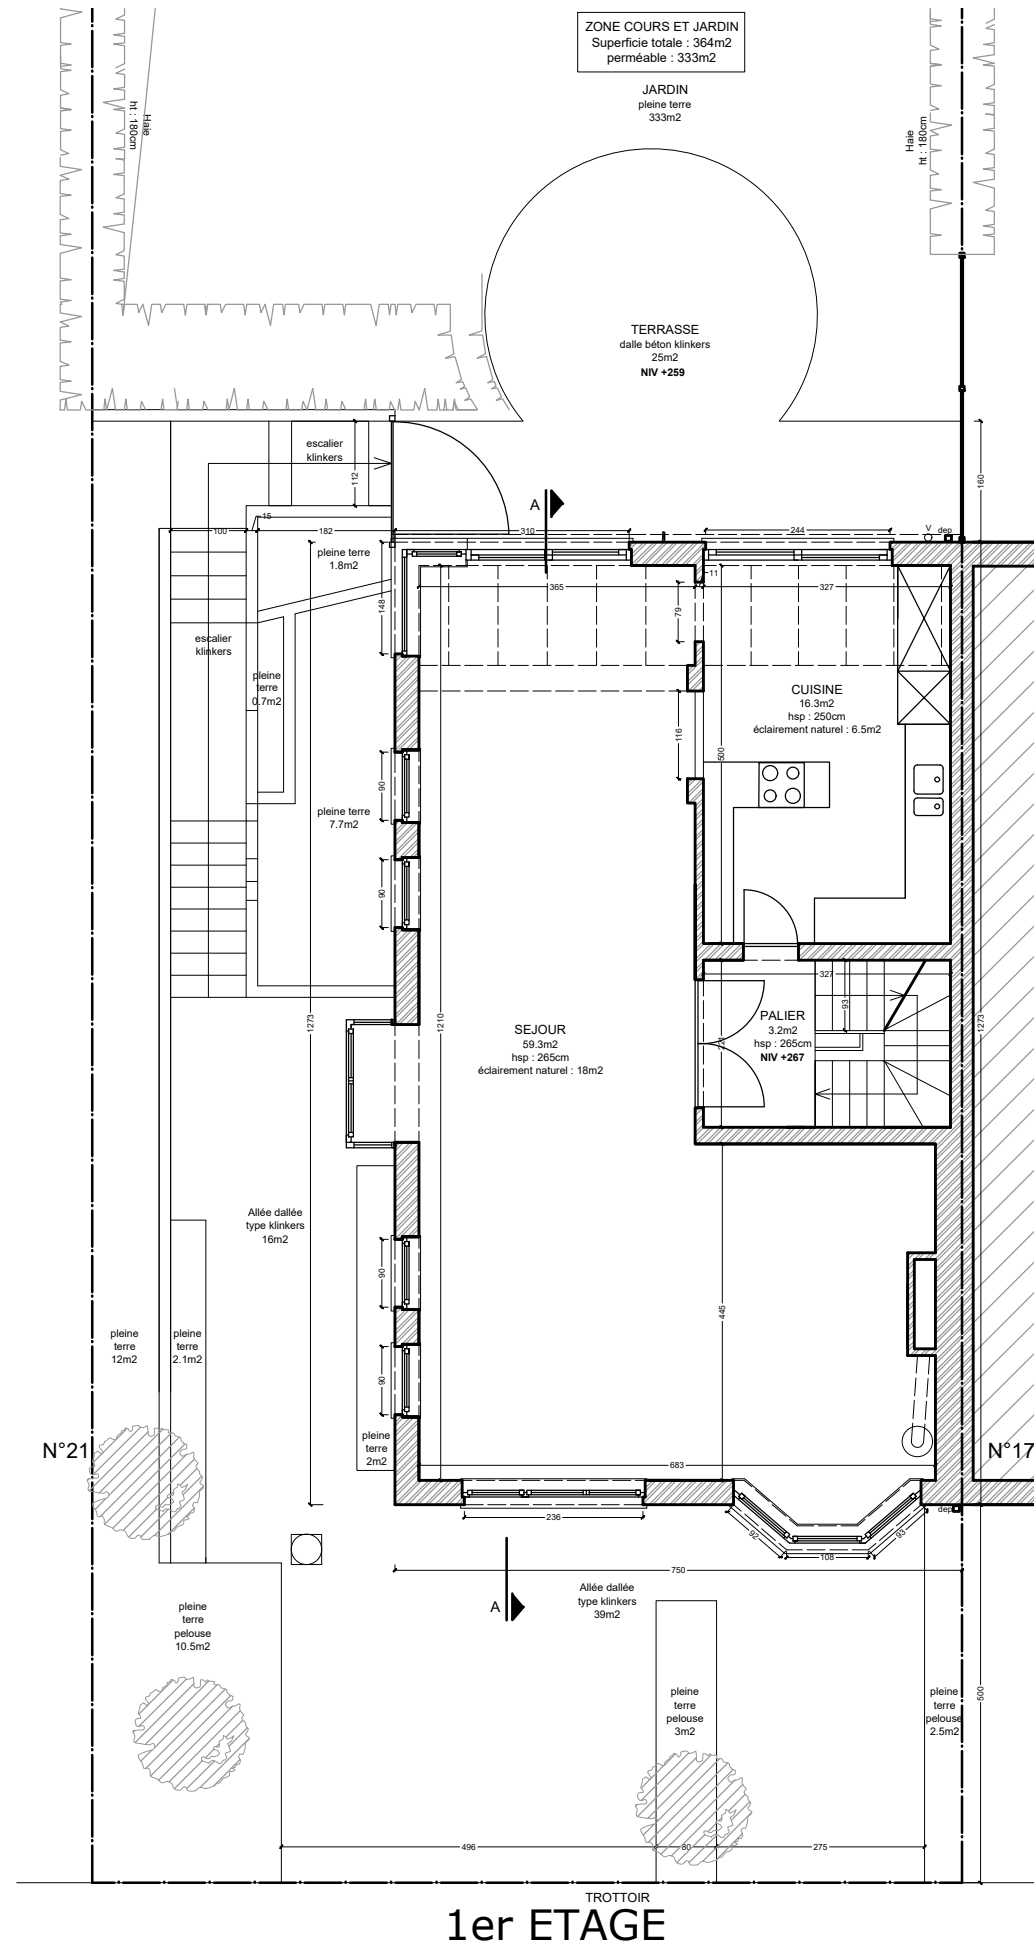 ZONE COURS ET JARDIN
Superficie totale : 364m2
perméable : 333m2
JARDIN
pleine terre
333m2
Haie
ht : 180cm
Haie
ht : 180cm
TERRASSE
dalle béton klinkers
25m2
NIV +259
escalier
klinkers
112
160
A
15
100
182
310
244
V
dep
pleine terre
1.8m2
11
365
327
148
79
escalier
klinkers
pleine
terre
0.7m2
CUISINE
16.3m2
hsp : 250cm
éclairement naturel : 6.5m2
116
500
90
pleine terre
7.7m2
90
327
93
1273
1210
SEJOUR
59.3m2
hsp : 265cm
éclairement naturel : 18m2
PALIER
3.2m2
hsp : 265cm
NIV +267
1273
Allée dallée
type klinkers
16m2
90
445
pleine
terre
12m2
pleine
terre
2.1m2
90
pleine
terre
2m2
N°21
N°17
683
dep
236
92
108
93
750
A
Allée dallée
type klinkers
39m2
pleine
terre
pelouse
10.5m2
pleine
terre
pelouse
3m2
pleine
terre
pelouse
2.5m2
500
496
80
275
TROTTOIR
1er ETAGE